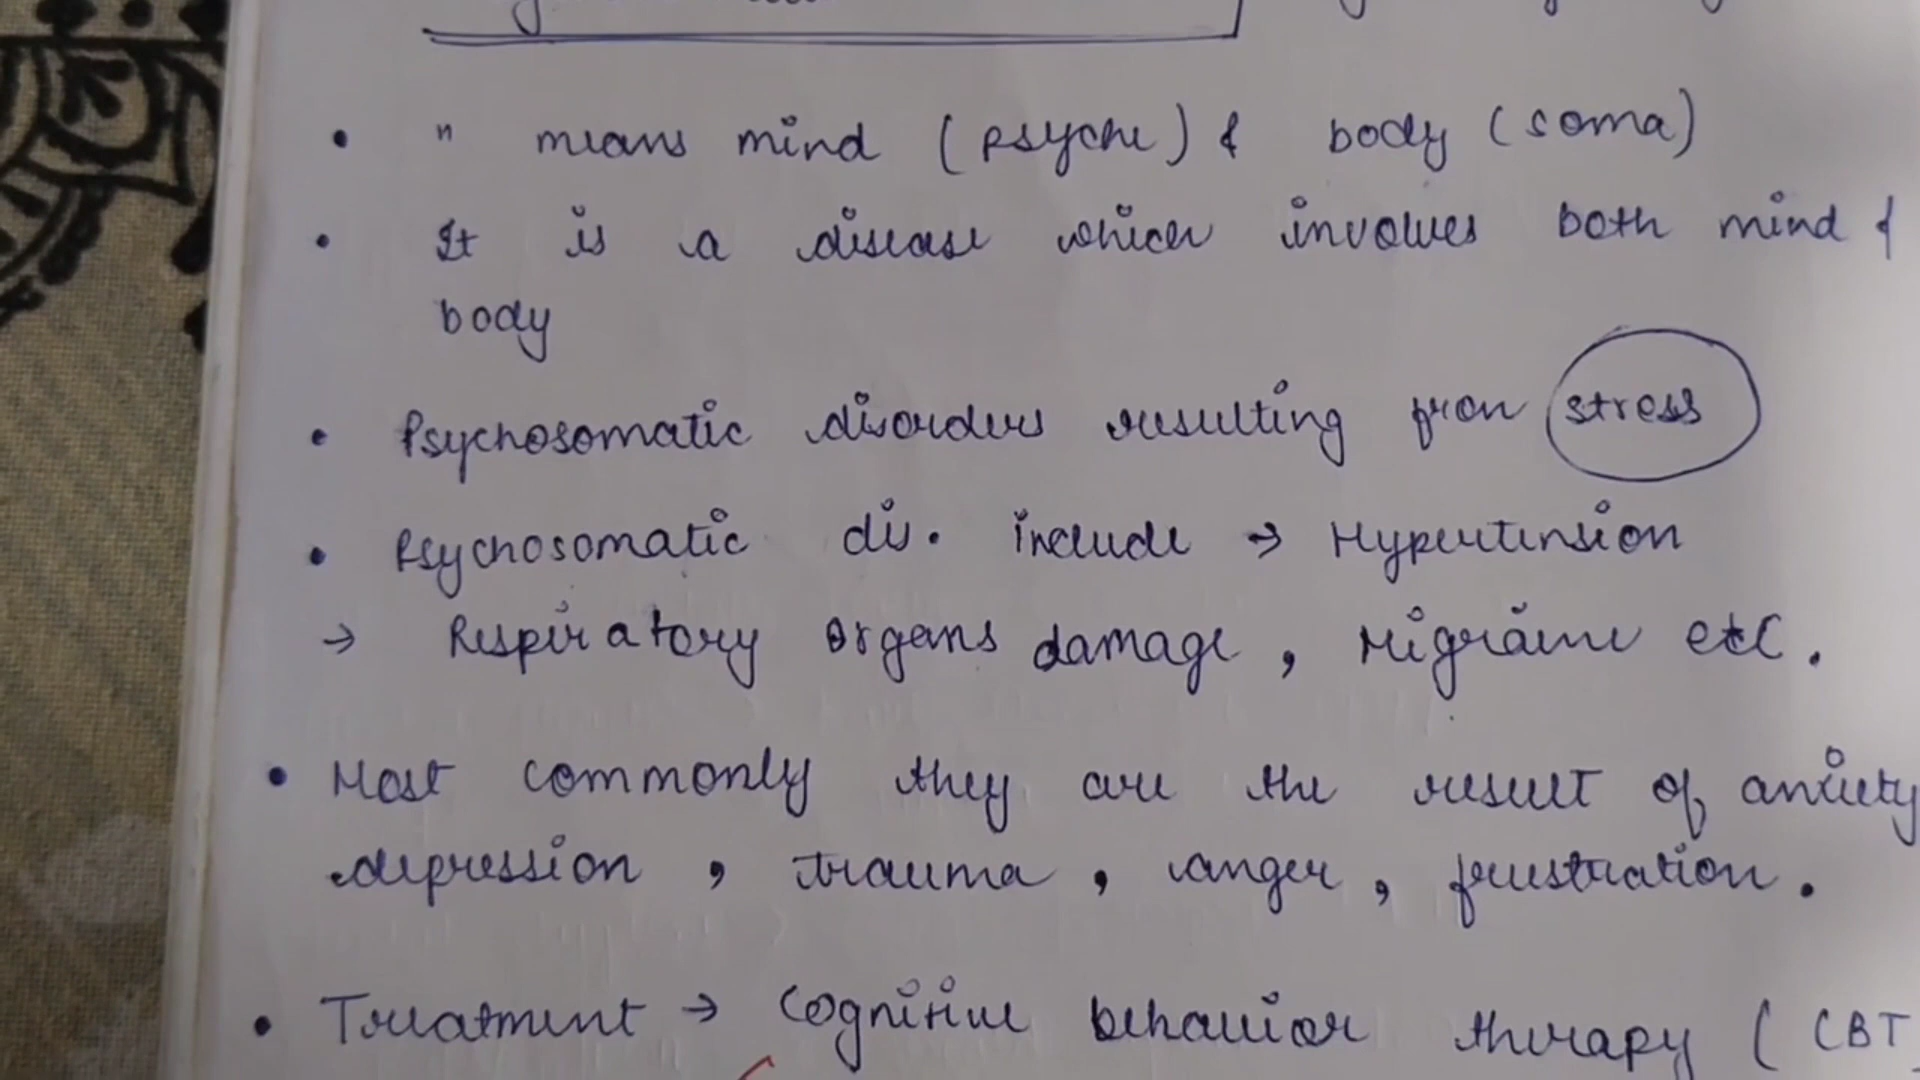 • " means mind (psyche) & body (soma)
• It is a disease which involves both mind &
body
• Psychosomatic disorders resulting from stress
• Psychosomatic dis. include → Hypertension
→ Respiratory organs damage, Migraine etc.
• Most commonly they are the result of anxiety
depression, trauma, anger, frustration.
• Treatment → Cognitive behavior therapy (CBT